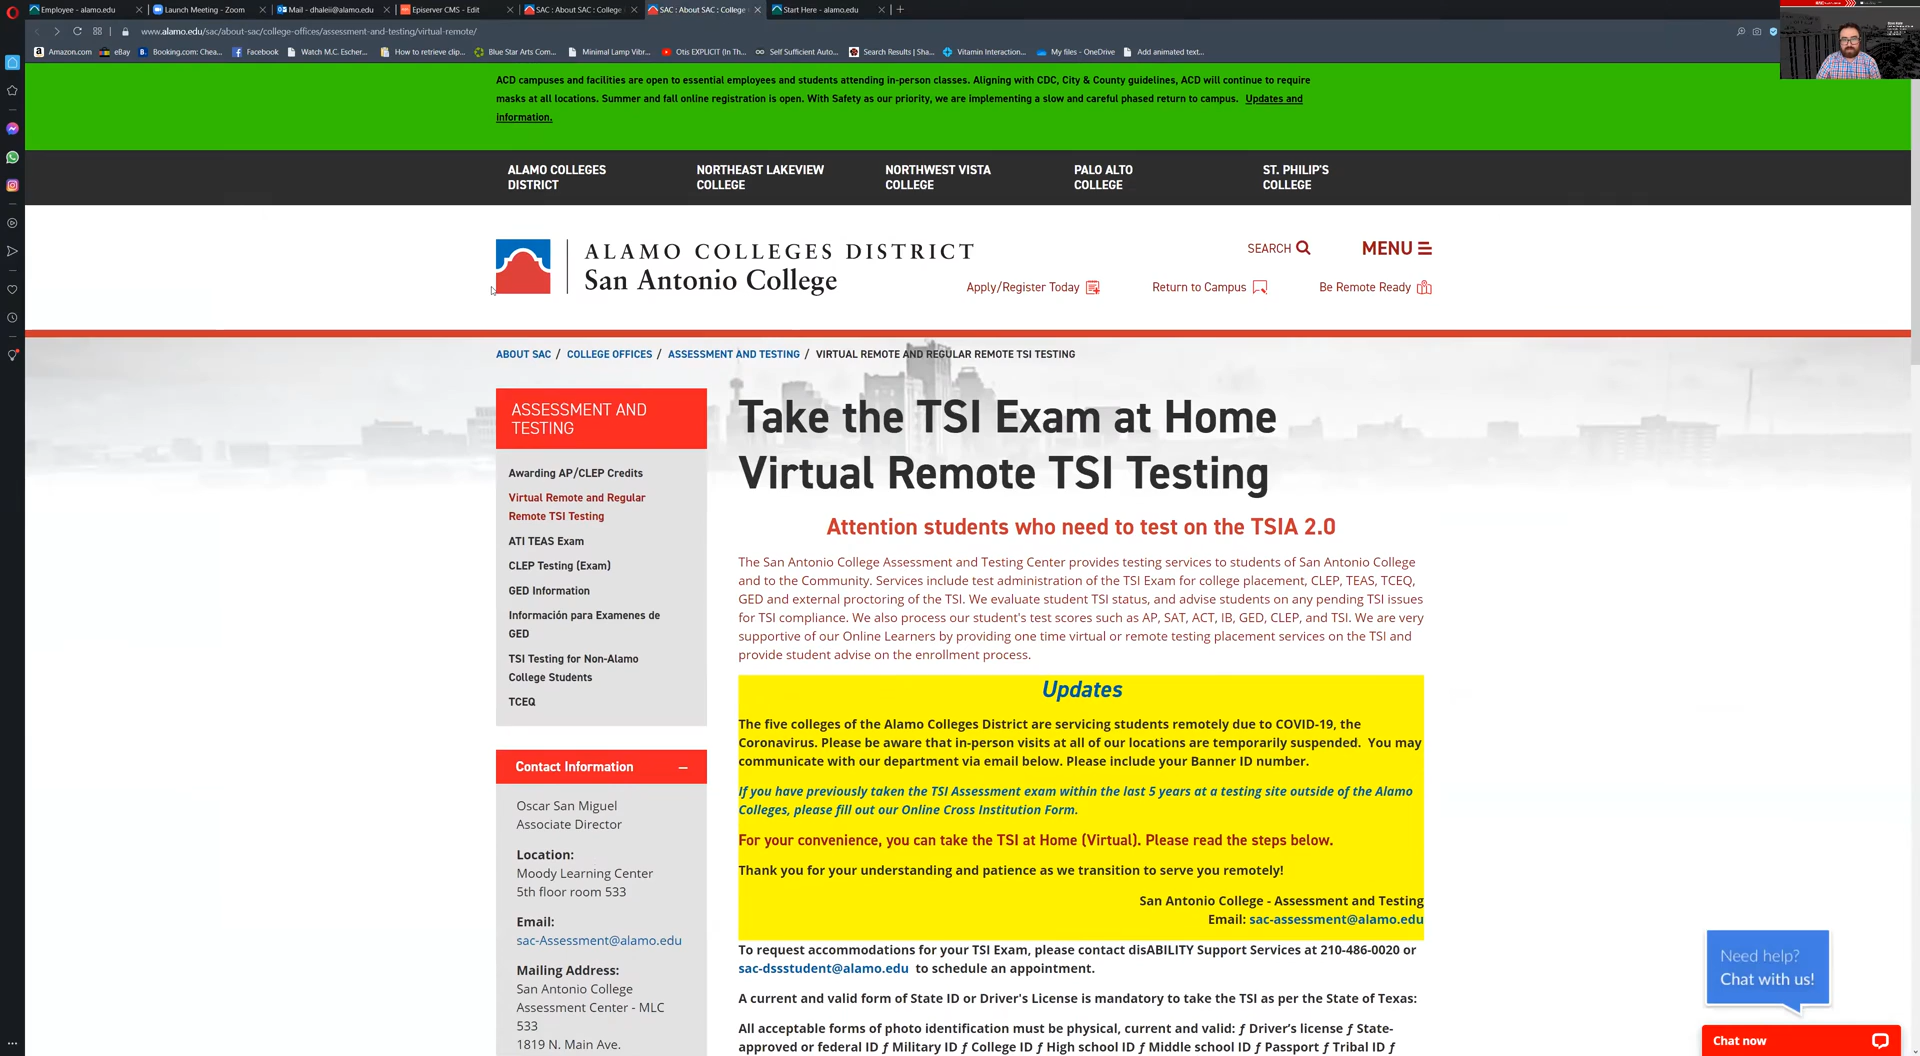 Employee - alamo.edu
Launch Meeting - Zoom
Mail - dhaleii@alamo.edu
Episerver CMS - Edit
SAC : About SAC : College
SAC : About SAC : College
Start Here - alamo.edu
www.alamo.edu/sac/about-sac/college-offices/assessment-and-testing/virtual-remote/
Amazon.com
eBay
Booking.com: Chea...
Facebook
Watch M.C. Escher...
How to retrieve clip...
Blue Star Arts Com...
Minimal Lamp Vibr...
Otis EXPLICIT (In Th...
Self Sufficient Auto...
Search Results | Sha...
Vitamin Interaction...
My files - OneDrive
Add animated text...
ACD campuses and facilities are open to essential employees and students attending in-person classes. Aligning with CDC, City & County guidelines, ACD will continue to require
masks at all locations. Summer and fall online registration is open. With Safety as our priority, we are implementing a slow and careful phased return to campus. Updates and
information.
ALAMO COLLEGES
DISTRICT
NORTHEAST LAKEVIEW
COLLEGE
NORTHWEST VISTA
COLLEGE
PALO ALTO
COLLEGE
ST. PHILIP'S
COLLEGE
ALAMO COLLEGES DISTRICT
San Antonio College
SEARCH
MENU
Apply/Register Today
Return to Campus
Be Remote Ready
ABOUT SAC / COLLEGE OFFICES / ASSESSMENT AND TESTING / VIRTUAL REMOTE AND REGULAR REMOTE TSI TESTING
ASSESSMENT AND
TESTING
Awarding AP/CLEP Credits
Virtual Remote and Regular
Remote TSI Testing
ATI TEAS Exam
CLEP Testing (Exam)
GED Information
Información para Examenes de
GED
TSI Testing for Non-Alamo
College Students
TCEQ
Contact Information –
Oscar San Miguel
Associate Director
Location:
Moody Learning Center
5th floor room 533
Email:
sac-Assessment@alamo.edu
Mailing Address:
San Antonio College
Assessment Center - MLC
533
1819 N. Main Ave.
Take the TSI Exam at Home
Virtual Remote TSI Testing
Attention students who need to test on the TSIA 2.0
The San Antonio College Assessment and Testing Center provides testing services to students of San Antonio College
and to the Community. Services include test administration of the TSI Exam for college placement, CLEP, TEAS, TCEQ,
GED and external proctoring of the TSI. We evaluate student TSI status, and advise students on any pending TSI issues
for TSI compliance. We also process our student's test scores such as AP, SAT, ACT, IB, GED, CLEP, and TSI. We are very
supportive of our Online Learners by providing one time virtual or remote testing placement services on the TSI and
provide student advise on the enrollment process.
Updates
The five colleges of the Alamo Colleges District are servicing students remotely due to COVID-19, the
Coronavirus. Please be aware that in-person visits at all of our locations are temporarily suspended. You may
communicate with our department via email below. Please include your Banner ID number.
If you have previously taken the TSI Assessment exam within the last 5 years at a testing site outside of the Alamo
Colleges, please fill out our Online Cross Institution Form.
For your convenience, you can take the TSI at Home (Virtual). Please read the steps below.
Thank you for your understanding and patience as we transition to serve you remotely!
San Antonio College - Assessment and Testing
Email: sac-assessment@alamo.edu
To request accommodations for your TSI Exam, please contact disABILITY Support Services at 210-486-0020 or
sac-dssstudent@alamo.edu to schedule an appointment.
A current and valid form of State ID or Driver's License is mandatory to take the TSI as per the State of Texas:
All acceptable forms of photo identification must be physical, current and valid: ƒ Driver's license ƒ State-
approved or federal ID ƒ Military ID ƒ College ID ƒ High school ID ƒ Middle school ID ƒ Passport ƒ Tribal ID ƒ
Need help?
Chat with us!
Chat now